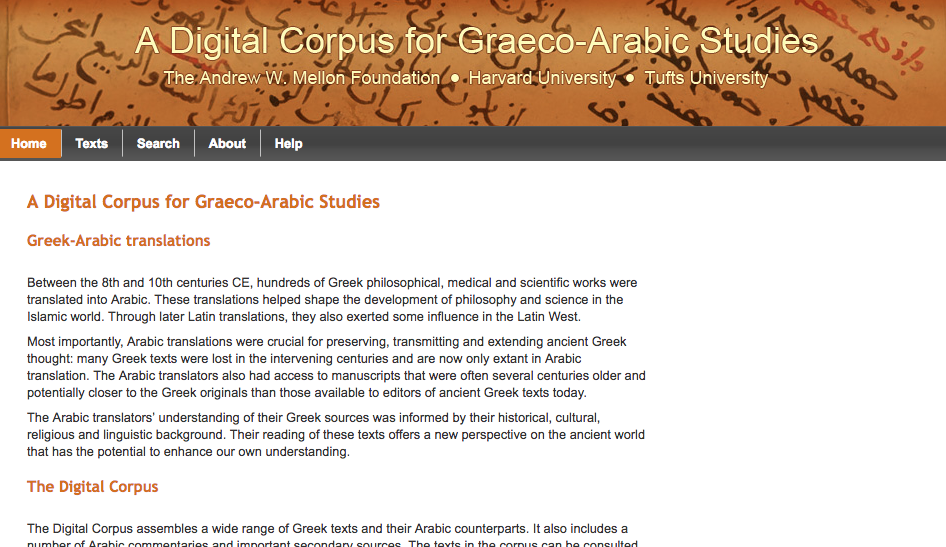 A Digital Corpus for Graeco-Arabic Studies
The Andrew W. Mellon Foundation ● Harvard University ● Tufts University
Home Texts Search About Help
A Digital Corpus for Graeco-Arabic Studies
Greek-Arabic translations
Between the 8th and 10th centuries CE, hundreds of Greek philosophical, medical and scientific works were
translated into Arabic. These translations helped shape the development of philosophy and science in the
Islamic world. Through later Latin translations, they also exerted some influence in the Latin West.
Most importantly, Arabic translations were crucial for preserving, transmitting and extending ancient Greek
thought: many Greek texts were lost in the intervening centuries and are now only extant in Arabic
translation. The Arabic translators also had access to manuscripts that were often several centuries older and
potentially closer to the Greek originals than those available to editors of ancient Greek texts today.
The Arabic translators' understanding of their Greek sources was informed by their historical, cultural,
religious and linguistic background. Their reading of these texts offers a new perspective on the ancient world
that has the potential to enhance our own understanding.
The Digital Corpus
The Digital Corpus assembles a wide range of Greek texts and their Arabic counterparts. It also includes a
number of Arabic commentaries and important secondary sources. The texts in the corpus can be consulted